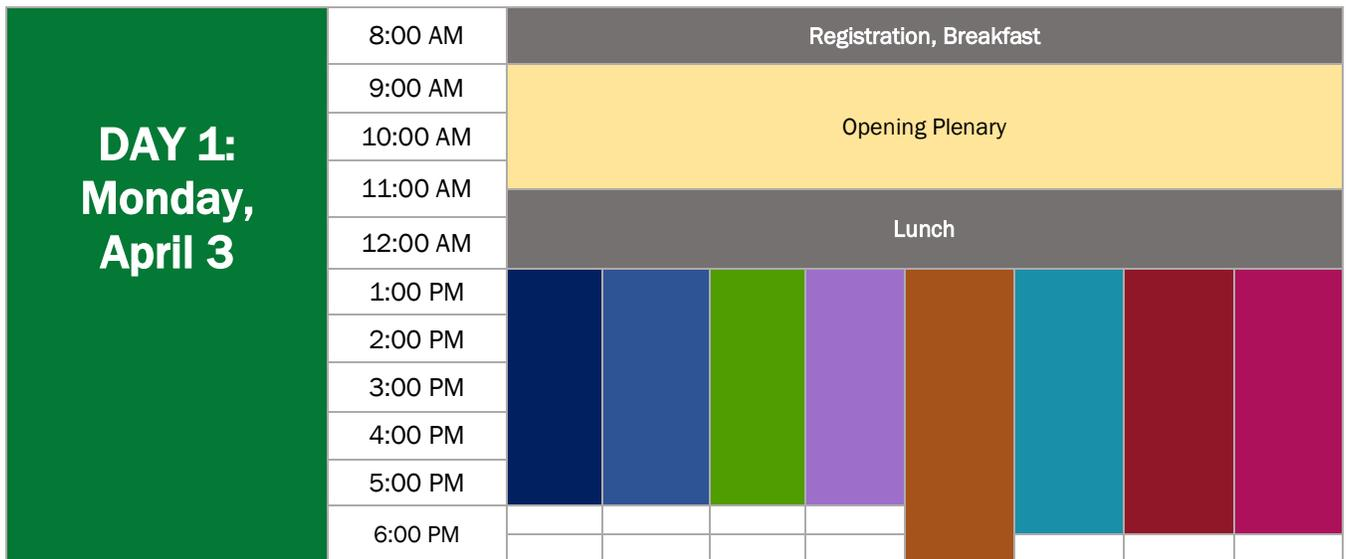 DAY 1:
Monday,
April 3
8:00 AM
Registration, Breakfast
9:00 AM
10:00 AM
Opening Plenary
11:00 AM
12:00 AM
Lunch
1:00 PM
2:00 PM
3:00 PM
4:00 PM
5:00 PM
6:00 PM